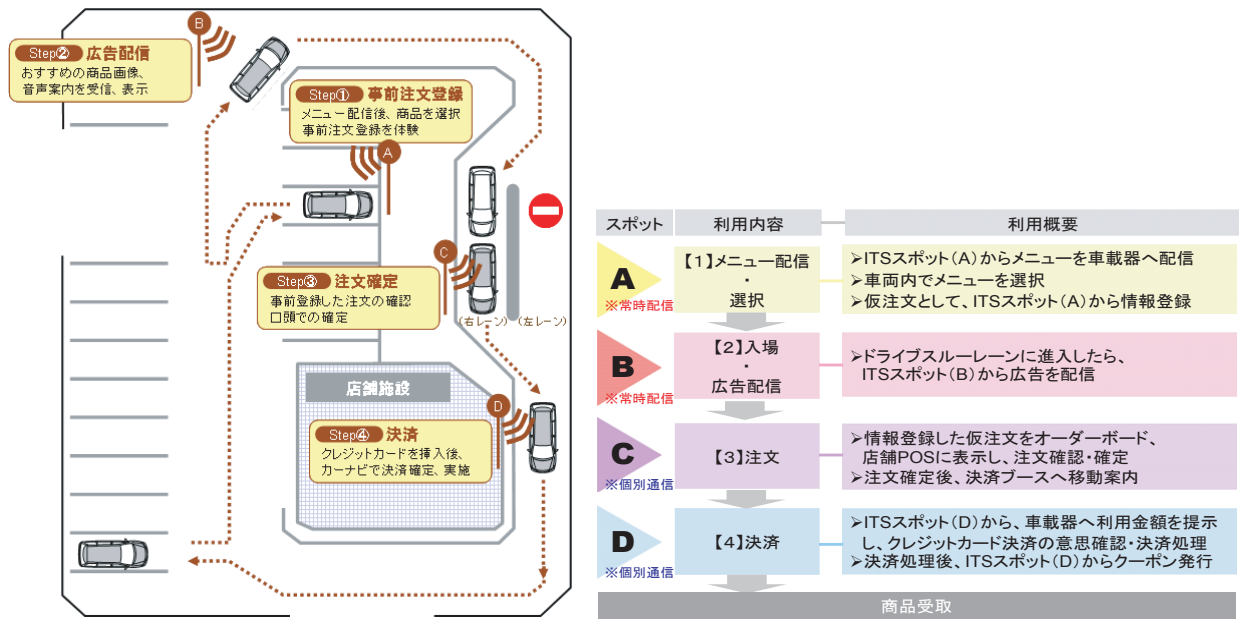 B
Step② 広告配信
おすすめの商品画像、
音声案内を受信、表示
Step① 事前注文登録
メニュー配信後、商品を選択
事前注文登録を体験
A
C
Step③ 注文確定
事前登録した注文の確認
口頭での確定
(右レーン) (左レーン)
店舗施設
D
Step④ 決済
クレジットカードを挿入後、
カーナビで決済確定、実施
スポット 利用内容 利用概要
A
※常時配信
【1】メニュー配信
・
選択
➢ITSスポット(A)からメニューを車載器へ配信
➢車両内でメニューを選択
➢仮注文として、ITSスポット(A)から情報登録
B
※常時配信
【2】入場
・
広告配信
➢ドライブスルーレーンに進入したら、
ITSスポット(B)から広告を配信
C
※個別通信
【3】注文
➢情報登録した仮注文をオーダーボード、
店舗POSに表示し、注文確認・確定
➢注文確定後、決済ブースへ移動案内
D
※個別通信
【4】決済
➢ITSスポット(D)から、車載器へ利用金額を提示
し、クレジットカード決済の意思確認・決済処理
➢決済処理後、ITSスポット(D)からクーポン発行
商品受取